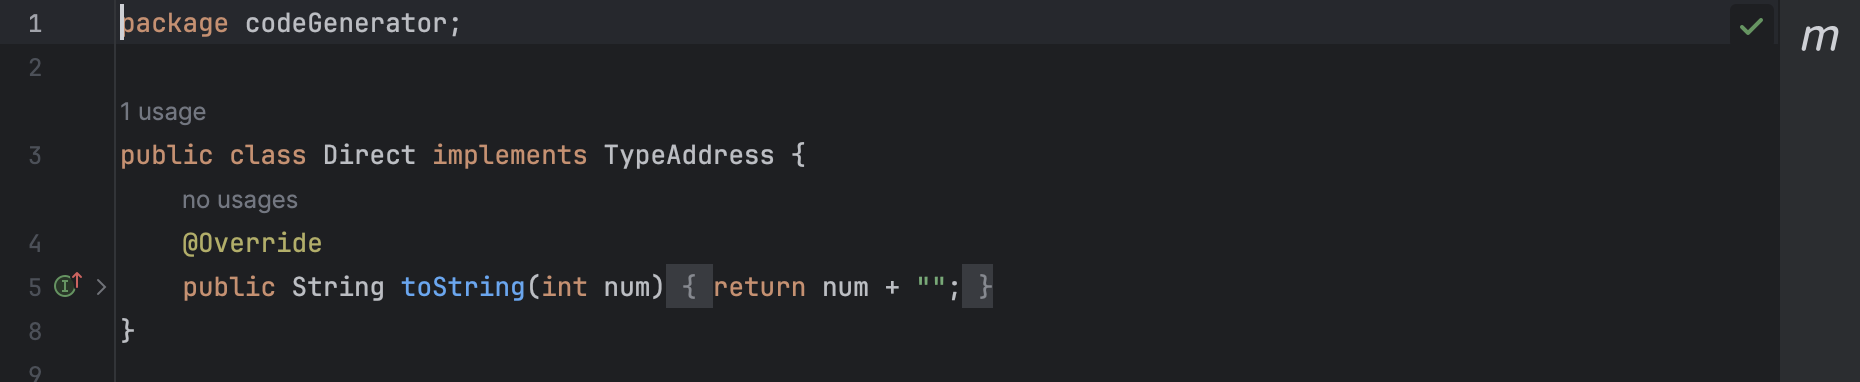 1 package codeGenerator;
2
1 usage
3 public class Direct implements TypeAddress {
no usages
4 @Override
5 public String toString(int num) { return num + ""; }
8 }
9
m